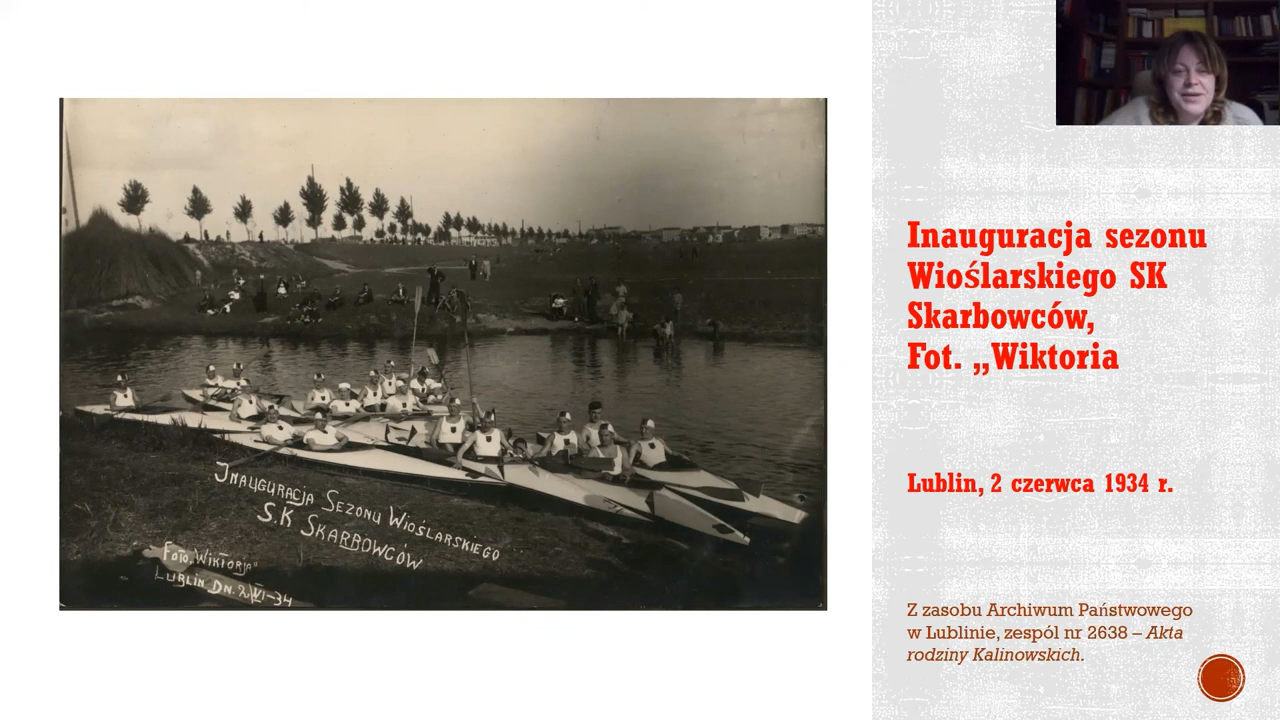 Inauguracja Sezonu Wioślarskiego
S.K Skarbowców
Foto „Wiktorja"
Lublin Dn. 2/VI-34
Inauguracja sezonu
Wioślarskiego SK
Skarbowców,
Fot. „Wiktoria
Lublin, 2 czerwca 1934 r.
Z zasobu Archiwum Państwowego
w Lublinie, zespól nr 2638 – Akta
rodziny Kalinowskich.